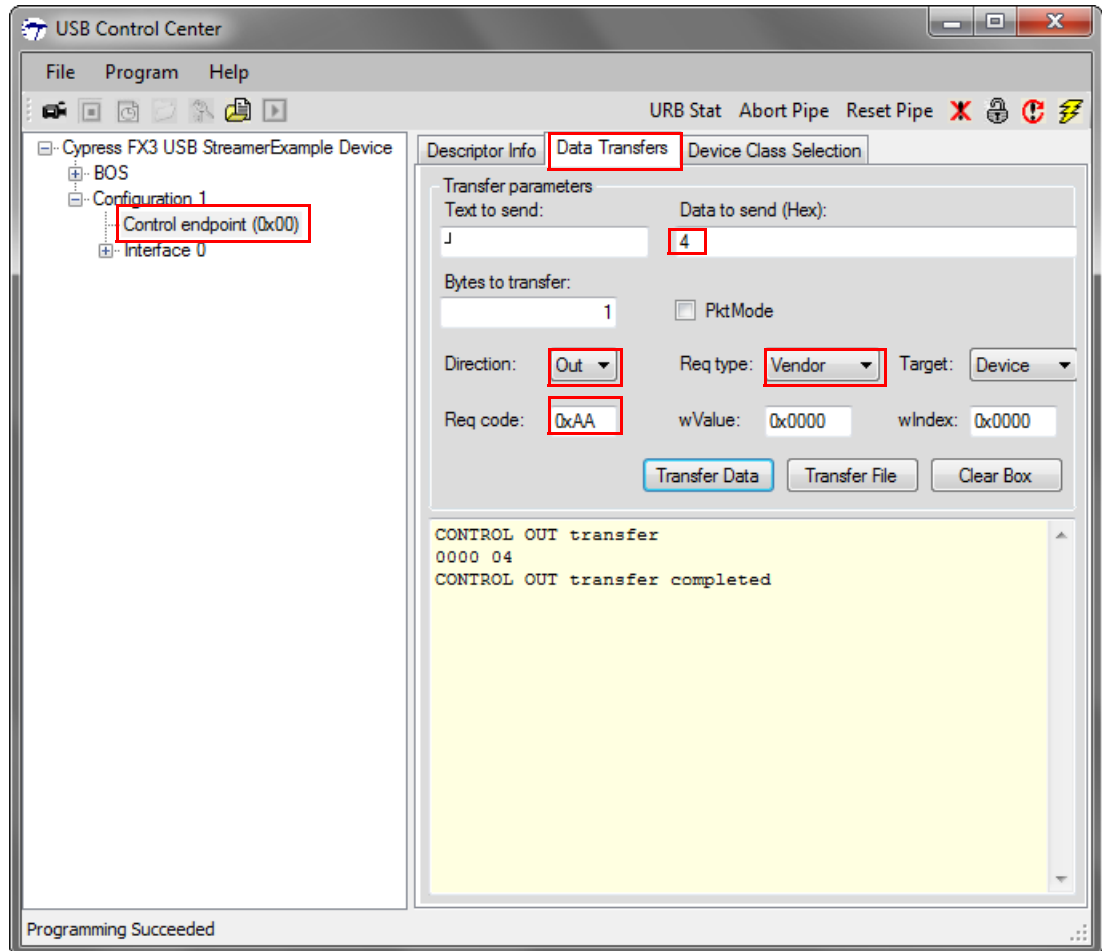 USB Control Center
File Program Help
URB Stat Abort Pipe Reset Pipe
Cypress FX3 USB StreamerExample Device
BOS
Configuration 1
Control endpoint (0x00)
Interface 0
Descriptor Info Data Transfers Device Class Selection
Transfer parameters
Text to send: Data to send (Hex):
┘ 4
Bytes to transfer:
1 PktMode
Direction: Out Req type: Vendor Target: Device
Req code: 0xAA wValue: 0x0000 wIndex: 0x0000
Transfer Data Transfer File Clear Box
CONTROL OUT transfer
0000 04
CONTROL OUT transfer completed
Programming Succeeded